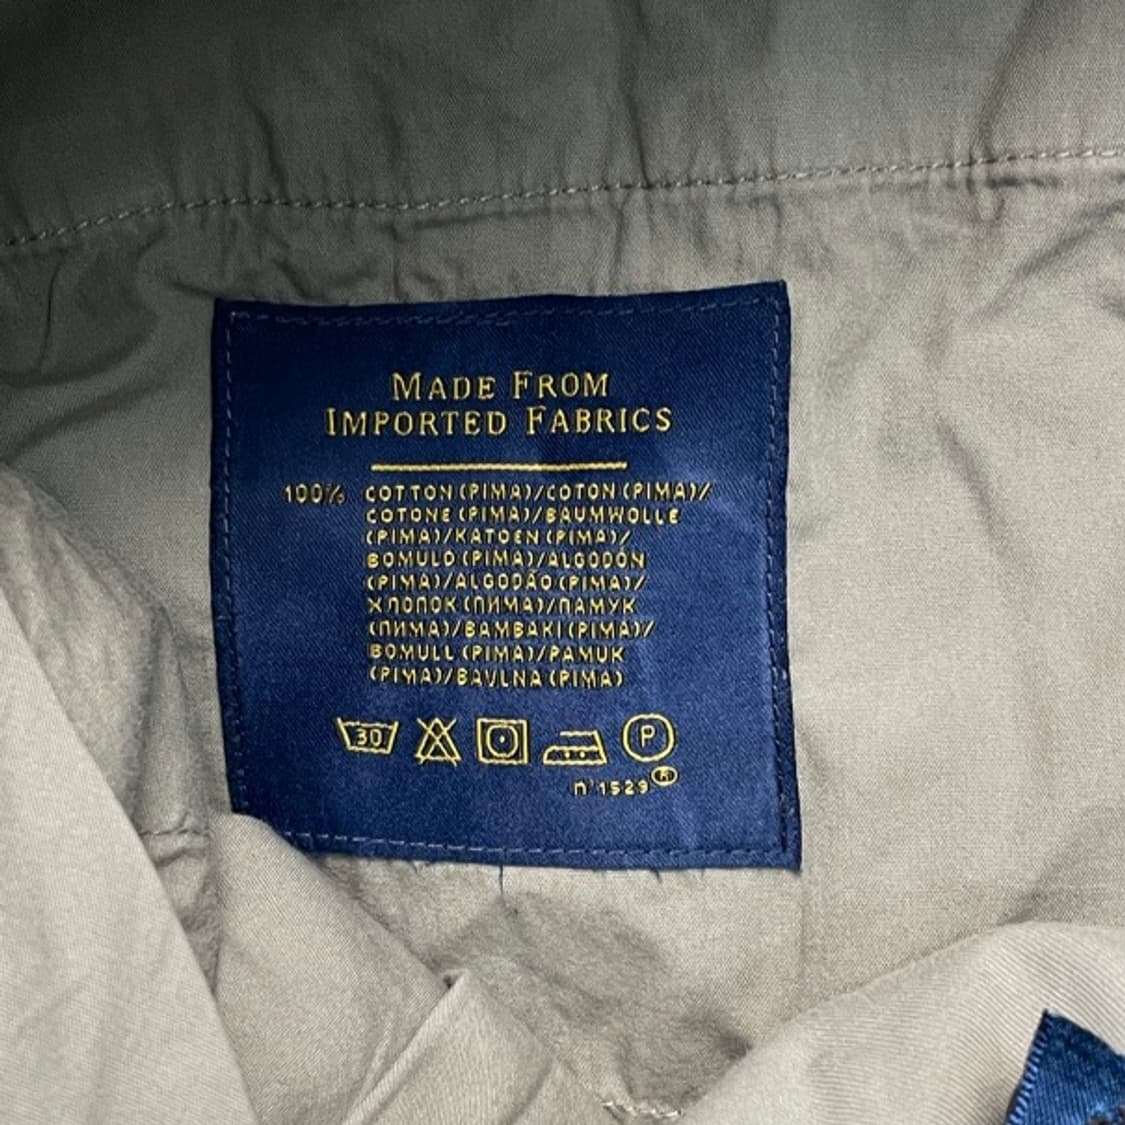 MADE FROM
IMPORTED FABRICS
100% COTTON (PIMA)/COTON (PIMA)/
COTONE (PIMA)/BAUMWOLLE
(PIMA)/KATOEN (PIMA)/
BOMULD (PIMA)/ALGODÓN
(PIMA)/ALGODÃO (PIMA)/
ХЛОПОК (ПИМА)/ПАМУК
(ПИМА)/BAMBAKI (PIMA)/
BOMULL (PIMA)/PAMUK
(PIMA)/BAVLNA (PIMA)
30 P
n°1529 ®